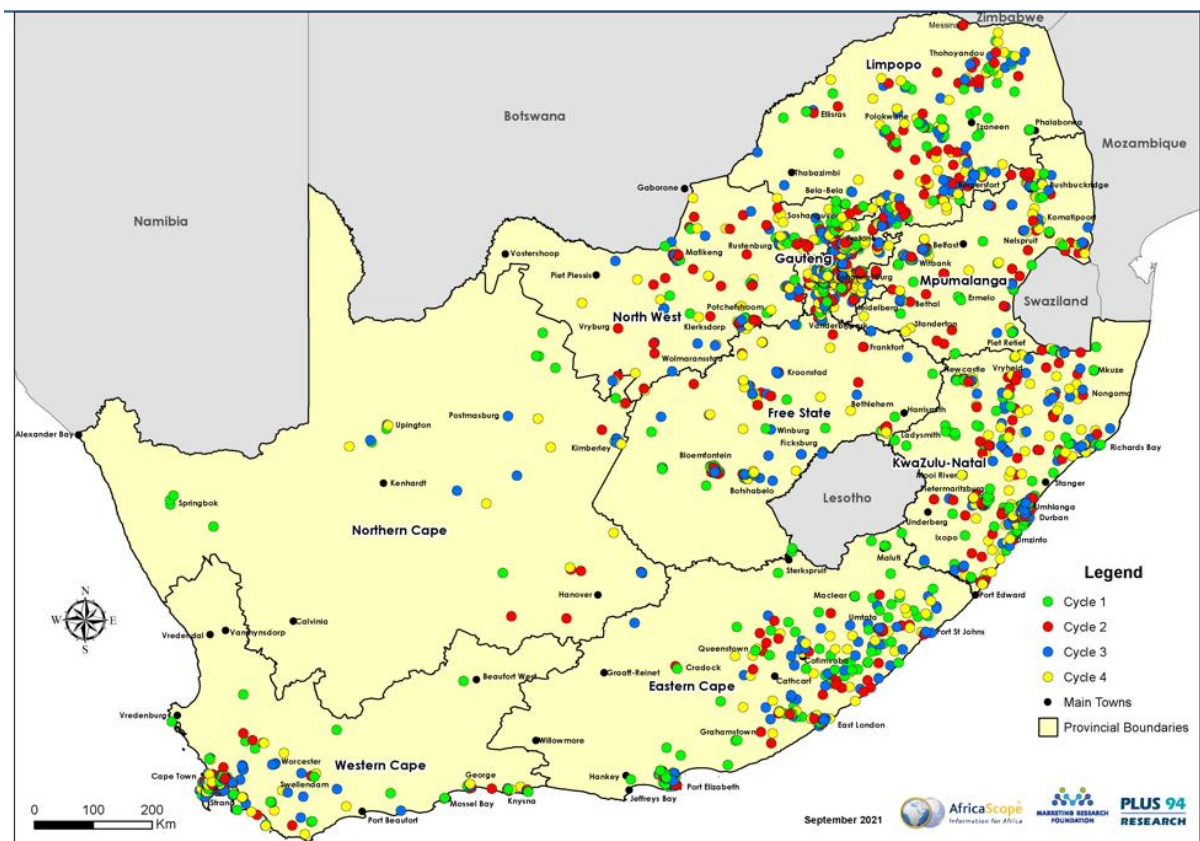 Zimbabwe
Messina
Thohoyandou
Limpopo
Botswana
Ellisras
Polokwane
Tzaneen
Phalaborwa
Mozambique
Thabazimbi
Gaborone
Bela-Bela
Burgersfort
Bushbuckridge
Namibia
Soshanguve
Komatipoort
Rustenburg
Mafikeng
Belfast
Nelspruit
Vostershoop
Gauteng
Witbank
Piet Plessis
Mpumalanga
Swaziland
Potchefstroom
Heidelberg
Bethal
Ermelo
North West
Vryburg
Klerksdorp
Vanderbijlpark
Standerton
Wolmaransstad
Frankfort
Piet Retief
Kroonstad
Newcastle
Vryheid
Mkuze
Nongoma
Postmasburg
Free State
Bethlehem
Harrismith
Alexander Bay
Upington
Kimberley
Winburg
Ficksburg
Ladysmith
Richards Bay
Bloemfontein
KwaZulu-Natal
Kenhardt
Botshabelo
Mooi River
Stanger
Springbok
Lesotho
Pietermaritzburg
Umhlanga
Durban
Northern Cape
Underberg
Ixopo
Umzinto
Maluti
Sterkspruit
Hanover
Maclear
Port Edward
Calvinia
Umtata
Vanrhynsdorp
Vredendal
Port St Johns
Queenstown
Cofimvaba
Cradock
Graaff-Reinet
Cathcart
Beaufort West
Eastern Cape
Vredenburg
East London
Grahamstown
Willowmore
Worcester
Western Cape
Cape Town
Swellendam
George
Hankey
Port Elizabeth
Strand
Mossel Bay
Knysna
Jeffreys Bay
Port Beaufort
N
W
E
S
Legend
Cycle 1
Cycle 2
Cycle 3
Cycle 4
Main Towns
Provincial Boundaries
0 100 200
Km
September 2021
AfricaScope
Information for Africa
MARKETING RESEARCH
FOUNDATION
PLUS 94
RESEARCH